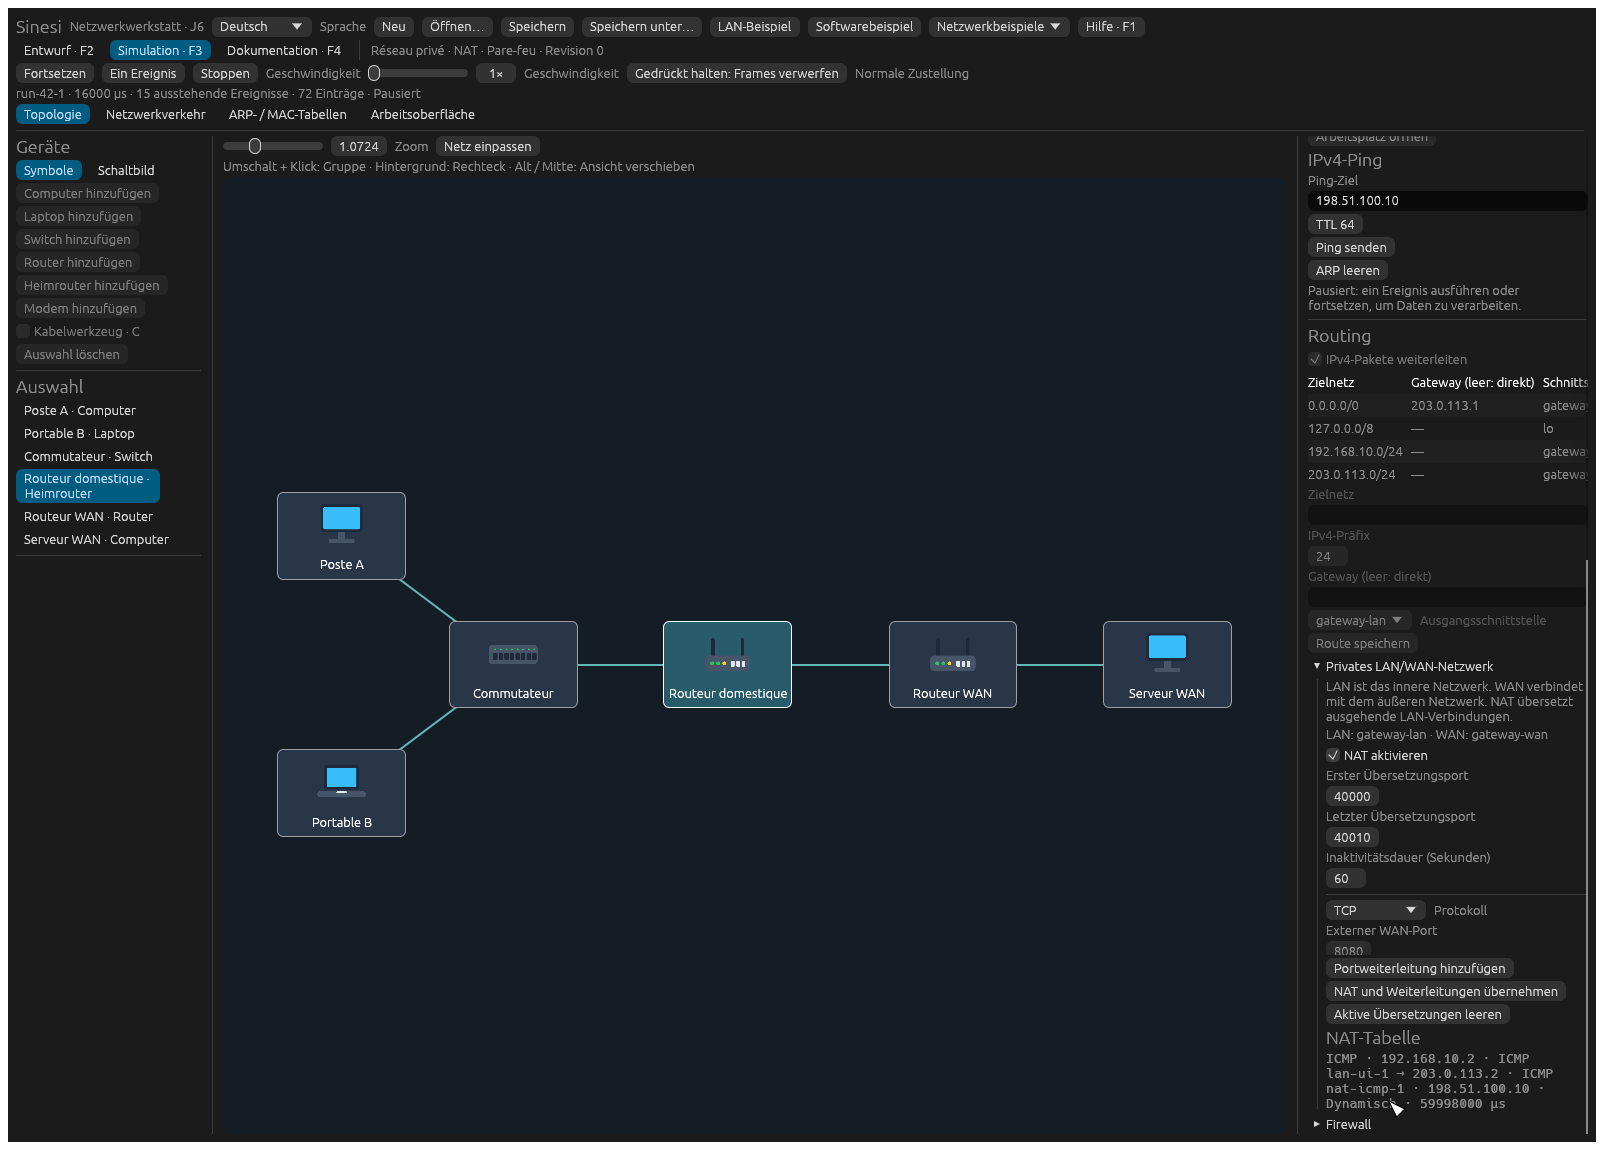 Sinesi Netzwerkwerkstatt · J6 Deutsch Sprache Neu Öffnen... Speichern Speichern unter... LAN-Beispiel Softwarebeispiel Netzwerkbeispiele Hilfe · F1
Entwurf · F2 Simulation · F3 Dokumentation · F4 Réseau privé · NAT · Pare-feu · Revision 0
Fortsetzen Ein Ereignis Stoppen Geschwindigkeit 1× Geschwindigkeit Gedrückt halten: Frames verwerfen Normale Zustellung
run-42-1 · 16000 µs · 15 ausstehende Ereignisse · 72 Einträge · Pausiert
Topologie Netzwerkverkehr ARP- / MAC-Tabellen Arbeitsoberfläche
Geräte
Symbole Schaltbild
Computer hinzufügen
Laptop hinzufügen
Switch hinzufügen
Router hinzufügen
Heimrouter hinzufügen
Modem hinzufügen
Kabelwerkzeug · C
Auswahl löschen
Auswahl
Poste A · Computer
Portable B · Laptop
Commutateur · Switch
Routeur domestique ·
Heimrouter
Routeur WAN · Router
Serveur WAN · Computer
1.0724 Zoom Netz einpassen
Umschalt + Klick: Gruppe · Hintergrund: Rechteck · Alt / Mitte: Ansicht verschieben
Poste A
Commutateur
Routeur domestique
Routeur WAN
Serveur WAN
Portable B
Arbeitsplatz öffnen
IPv4-Ping
Ping-Ziel
198.51.100.10
TTL 64
Ping senden
ARP leeren
Pausiert: ein Ereignis ausführen oder
fortsetzen, um Daten zu verarbeiten.
Routing
IPv4-Pakete weiterleiten
Zielnetz Gateway (leer: direkt) Schnitts
0.0.0.0/0 203.0.113.1 gatewa
127.0.0.0/8 — lo
192.168.10.0/24 — gatewa
203.0.113.0/24 — gatewa
Zielnetz
IPv4-Präfix
24
Gateway (leer: direkt)
gateway-lan Ausgangsschnittstelle
Route speichern
Privates LAN/WAN-Netzwerk
LAN ist das innere Netzwerk. WAN verbindet
mit dem äußeren Netzwerk. NAT übersetzt
ausgehende LAN-Verbindungen.
LAN: gateway-lan · WAN: gateway-wan
NAT aktivieren
Erster Übersetzungsport
40000
Letzter Übersetzungsport
40010
Inaktivitätsdauer (Sekunden)
60
TCP Protokoll
Externer WAN-Port
8080
Portweiterleitung hinzufügen
NAT und Weiterleitungen übernehmen
Aktive Übersetzungen leeren
NAT-Tabelle
ICMP · 192.168.10.2 · ICMP
lan-ui-1 → 203.0.113.2 · ICMP
nat-icmp-1 · 198.51.100.10 ·
Dynamisch · 59998000 µs
Firewall